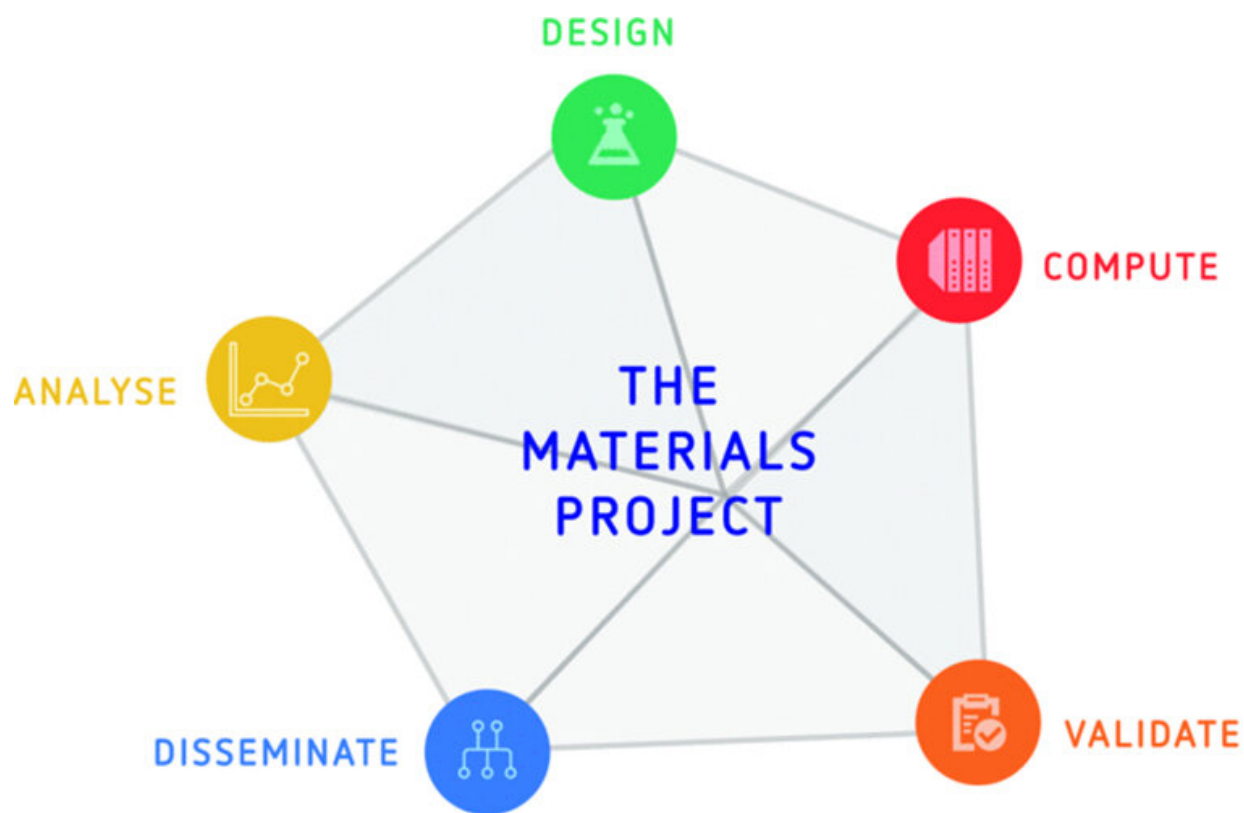 DESIGN
COMPUTE
THE
MATERIALS
PROJECT
ANALYSE
DISSEMINATE
VALIDATE